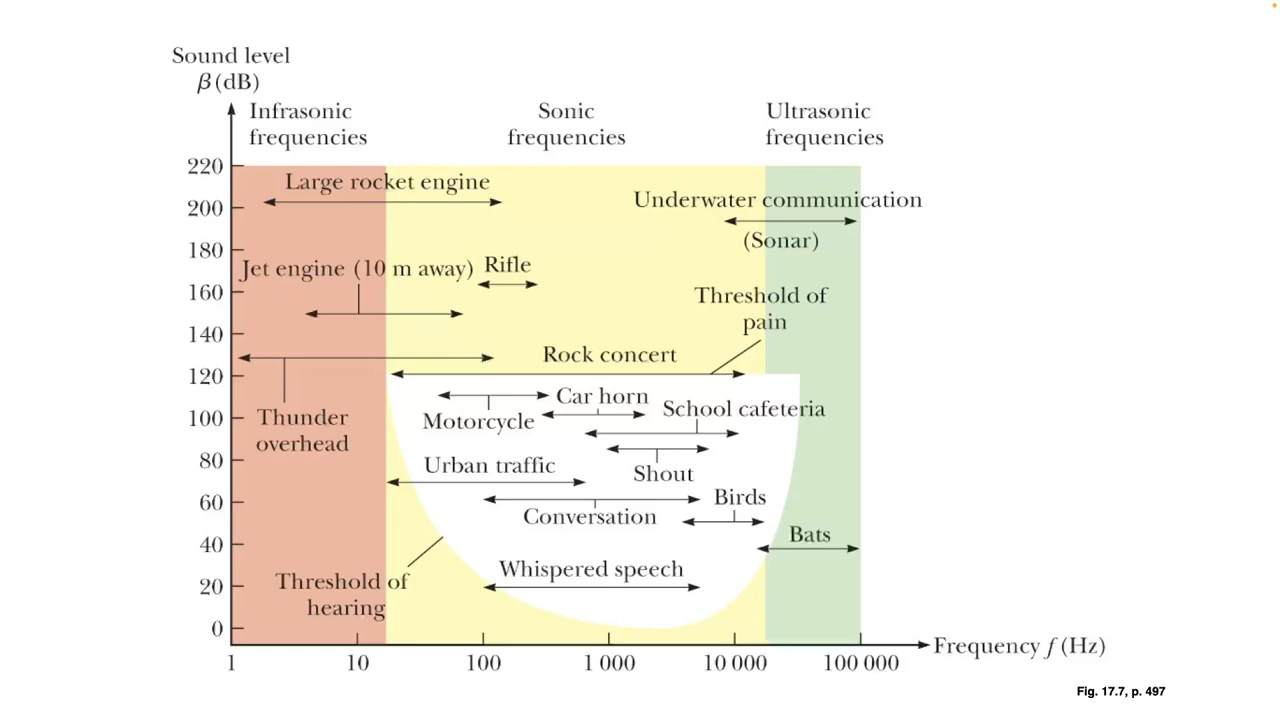 Sound level
β (dB)
Infrasonic
frequencies
Sonic
frequencies
Ultrasonic
frequencies
220
Large rocket engine
200
Underwater communication
(Sonar)
180
Jet engine (10 m away)
Rifle
160
Threshold of
pain
140
Rock concert
120
Thunder
overhead
Motorcycle
Car horn
School cafeteria
100
80
Urban traffic
Shout
60
Conversation
Birds
Bats
40
Threshold of
hearing
Whispered speech
20
0
1
10
100
1 000
10 000
100 000
Frequency f (Hz)
Fig. 17.7, p. 497